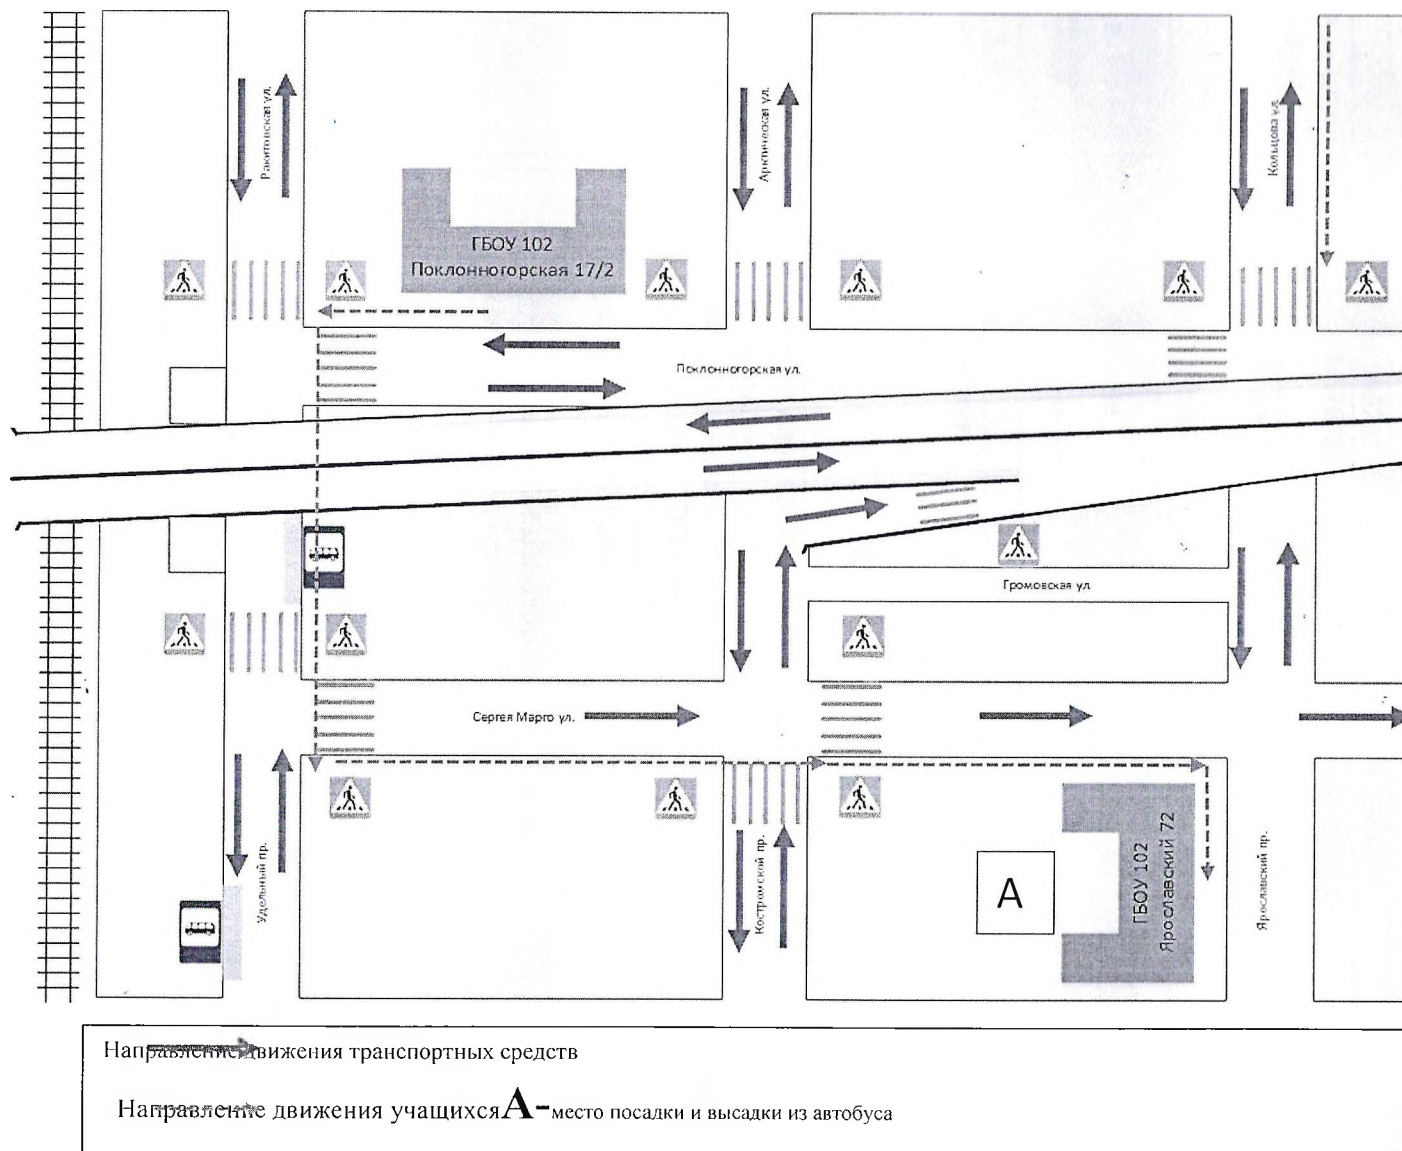 Ракитовская ул.
Арктическая ул.
Кольцова ул.
ГБОУ 102
Поклонногорская 17/2
Поклонногорская ул.
Громовская ул
Сергея Марго ул.
Удельный пр.
Костромской пр.
А
ГБОУ 102
Ярославский 72
Ярославский пр.
Направление движения транспортных средств
Направление движения учащихся А- место посадки и высадки из автобуса